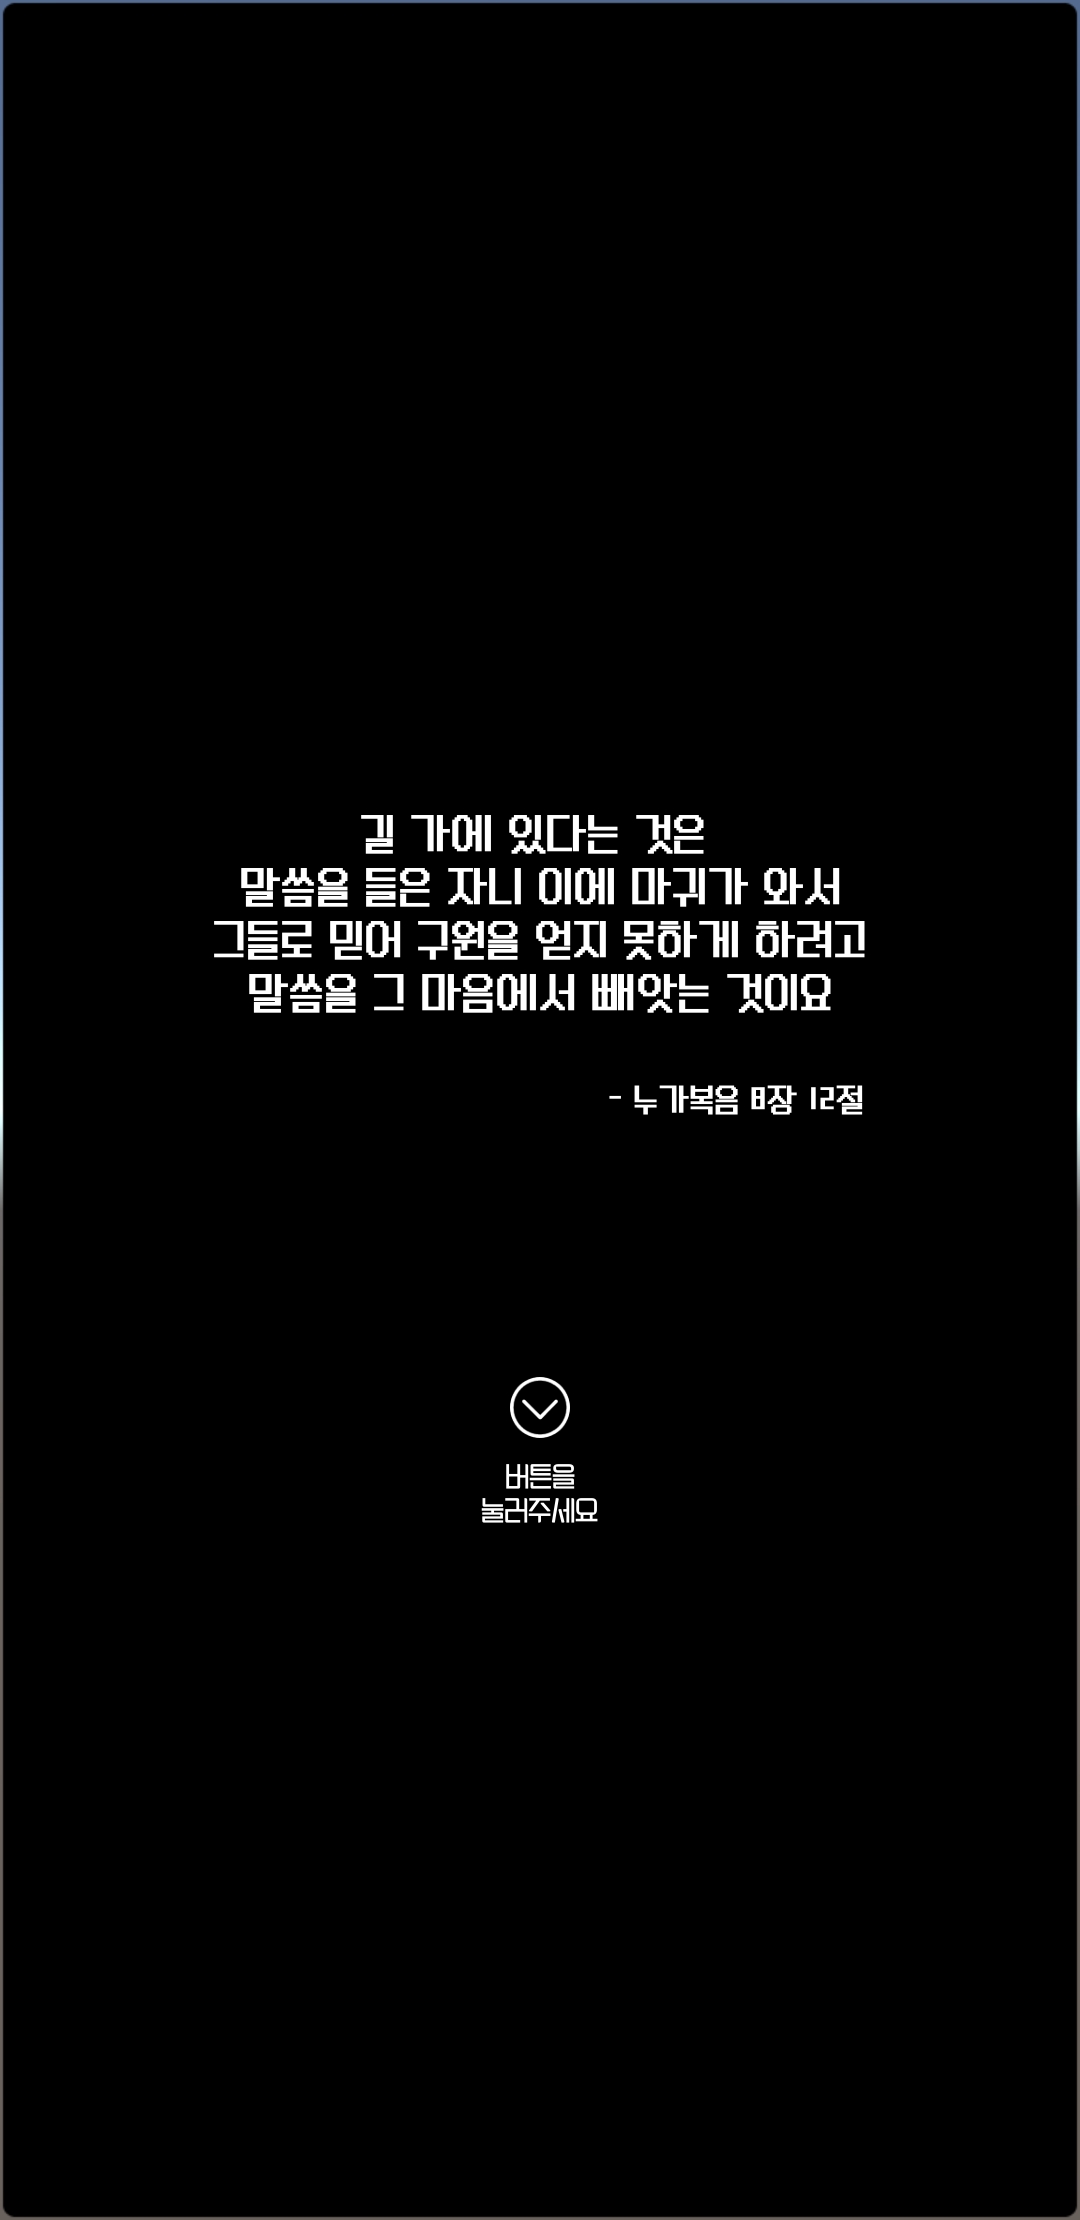 길 가에 있다는 것은
말씀을 들은 자니 이에 마귀가 와서
그들로 믿어 구원을 얻지 못하게 하려고
말씀을 그 마음에서 빼앗는 것이요
- 누가복음 8장 12절
버튼을
눌러주세요